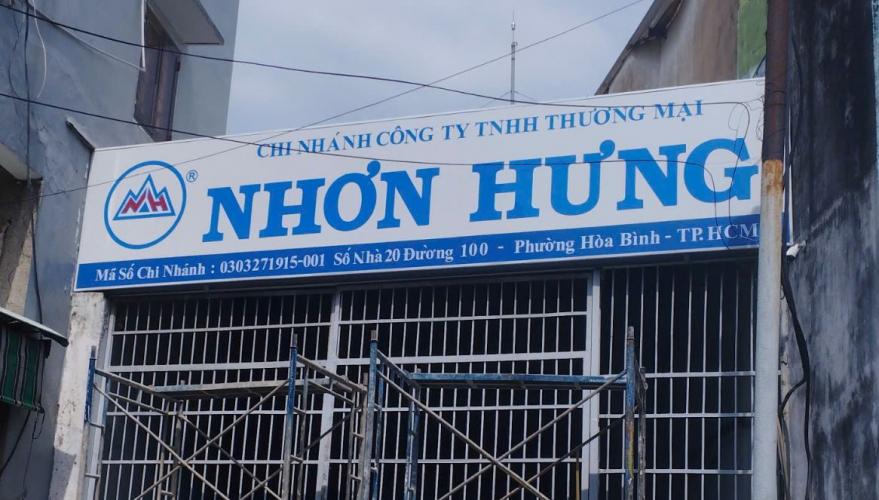 CHI NHÁNH CÔNG TY TNHH THƯƠNG MẠI
NH ®
NHƠN HƯNG
Mã Số Chi Nhánh : 0303271915-001 Số Nhà 20 Đường 100 - Phường Hòa Bình - TP.HCM